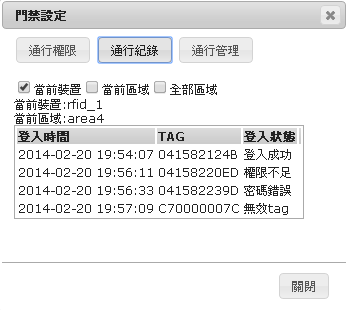 門禁設定
通行權限 通行紀錄 通行管理
當前裝置 當前區域 全部區域
當前裝置:rfid_1
當前區域:area4
登入時間 TAG 登入狀態
2014-02-20 19:54:07 041582124B 登入成功
2014-02-20 19:56:11 04158220ED 權限不足
2014-02-20 19:56:33 041582239D 密碼錯誤
2014-02-20 19:57:09 C70000007C 無效tag
關閉